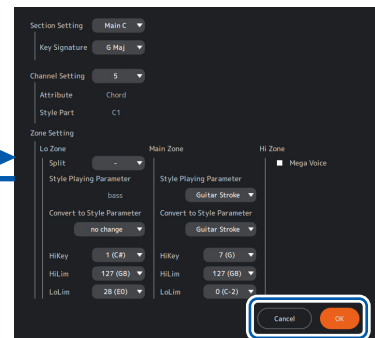 Section Setting Main C
Key Signature G Maj
Channel Setting 5
Attribute Chord
Style Part C1
Zone Setting
Lo Zone Main Zone Hi Zone
Split - Mega Voice
Style Playing Parameter Style Playing Parameter
bass Guitar Stroke
Convert to Style Parameter Convert to Style Parameter
no change Guitar Stroke
HiKey 1 (C#) HiKey 7 (G)
HiLim 127 (G8) HiLim 127 (G8)
LoLim 28 (E0) LoLim 0 (C-2)
Cancel OK